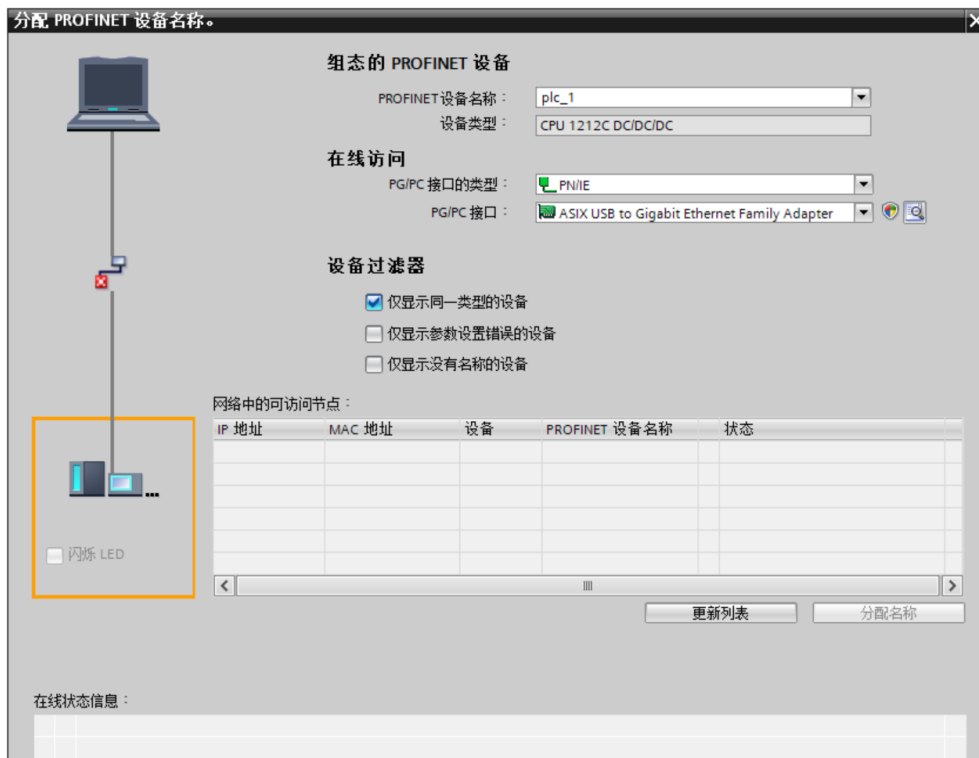 分配 PROFINET 设备名称。
组态的 PROFINET 设备
PROFINET设备名称：
plc_1
设备类型：
CPU 1212C DC/DC/DC
在线访问
PG/PC 接口的类型：
PN/IE
PG/PC 接口：
ASIX USB to Gigabit Ethernet Family Adapter
设备过滤器
仅显示同一类型的设备
仅显示参数设置错误的设备
仅显示没有名称的设备
网络中的可访问节点：
IP 地址 MAC 地址 设备 PROFINET 设备名称 状态
闪烁 LED
更新列表 分配名称
在线状态信息：